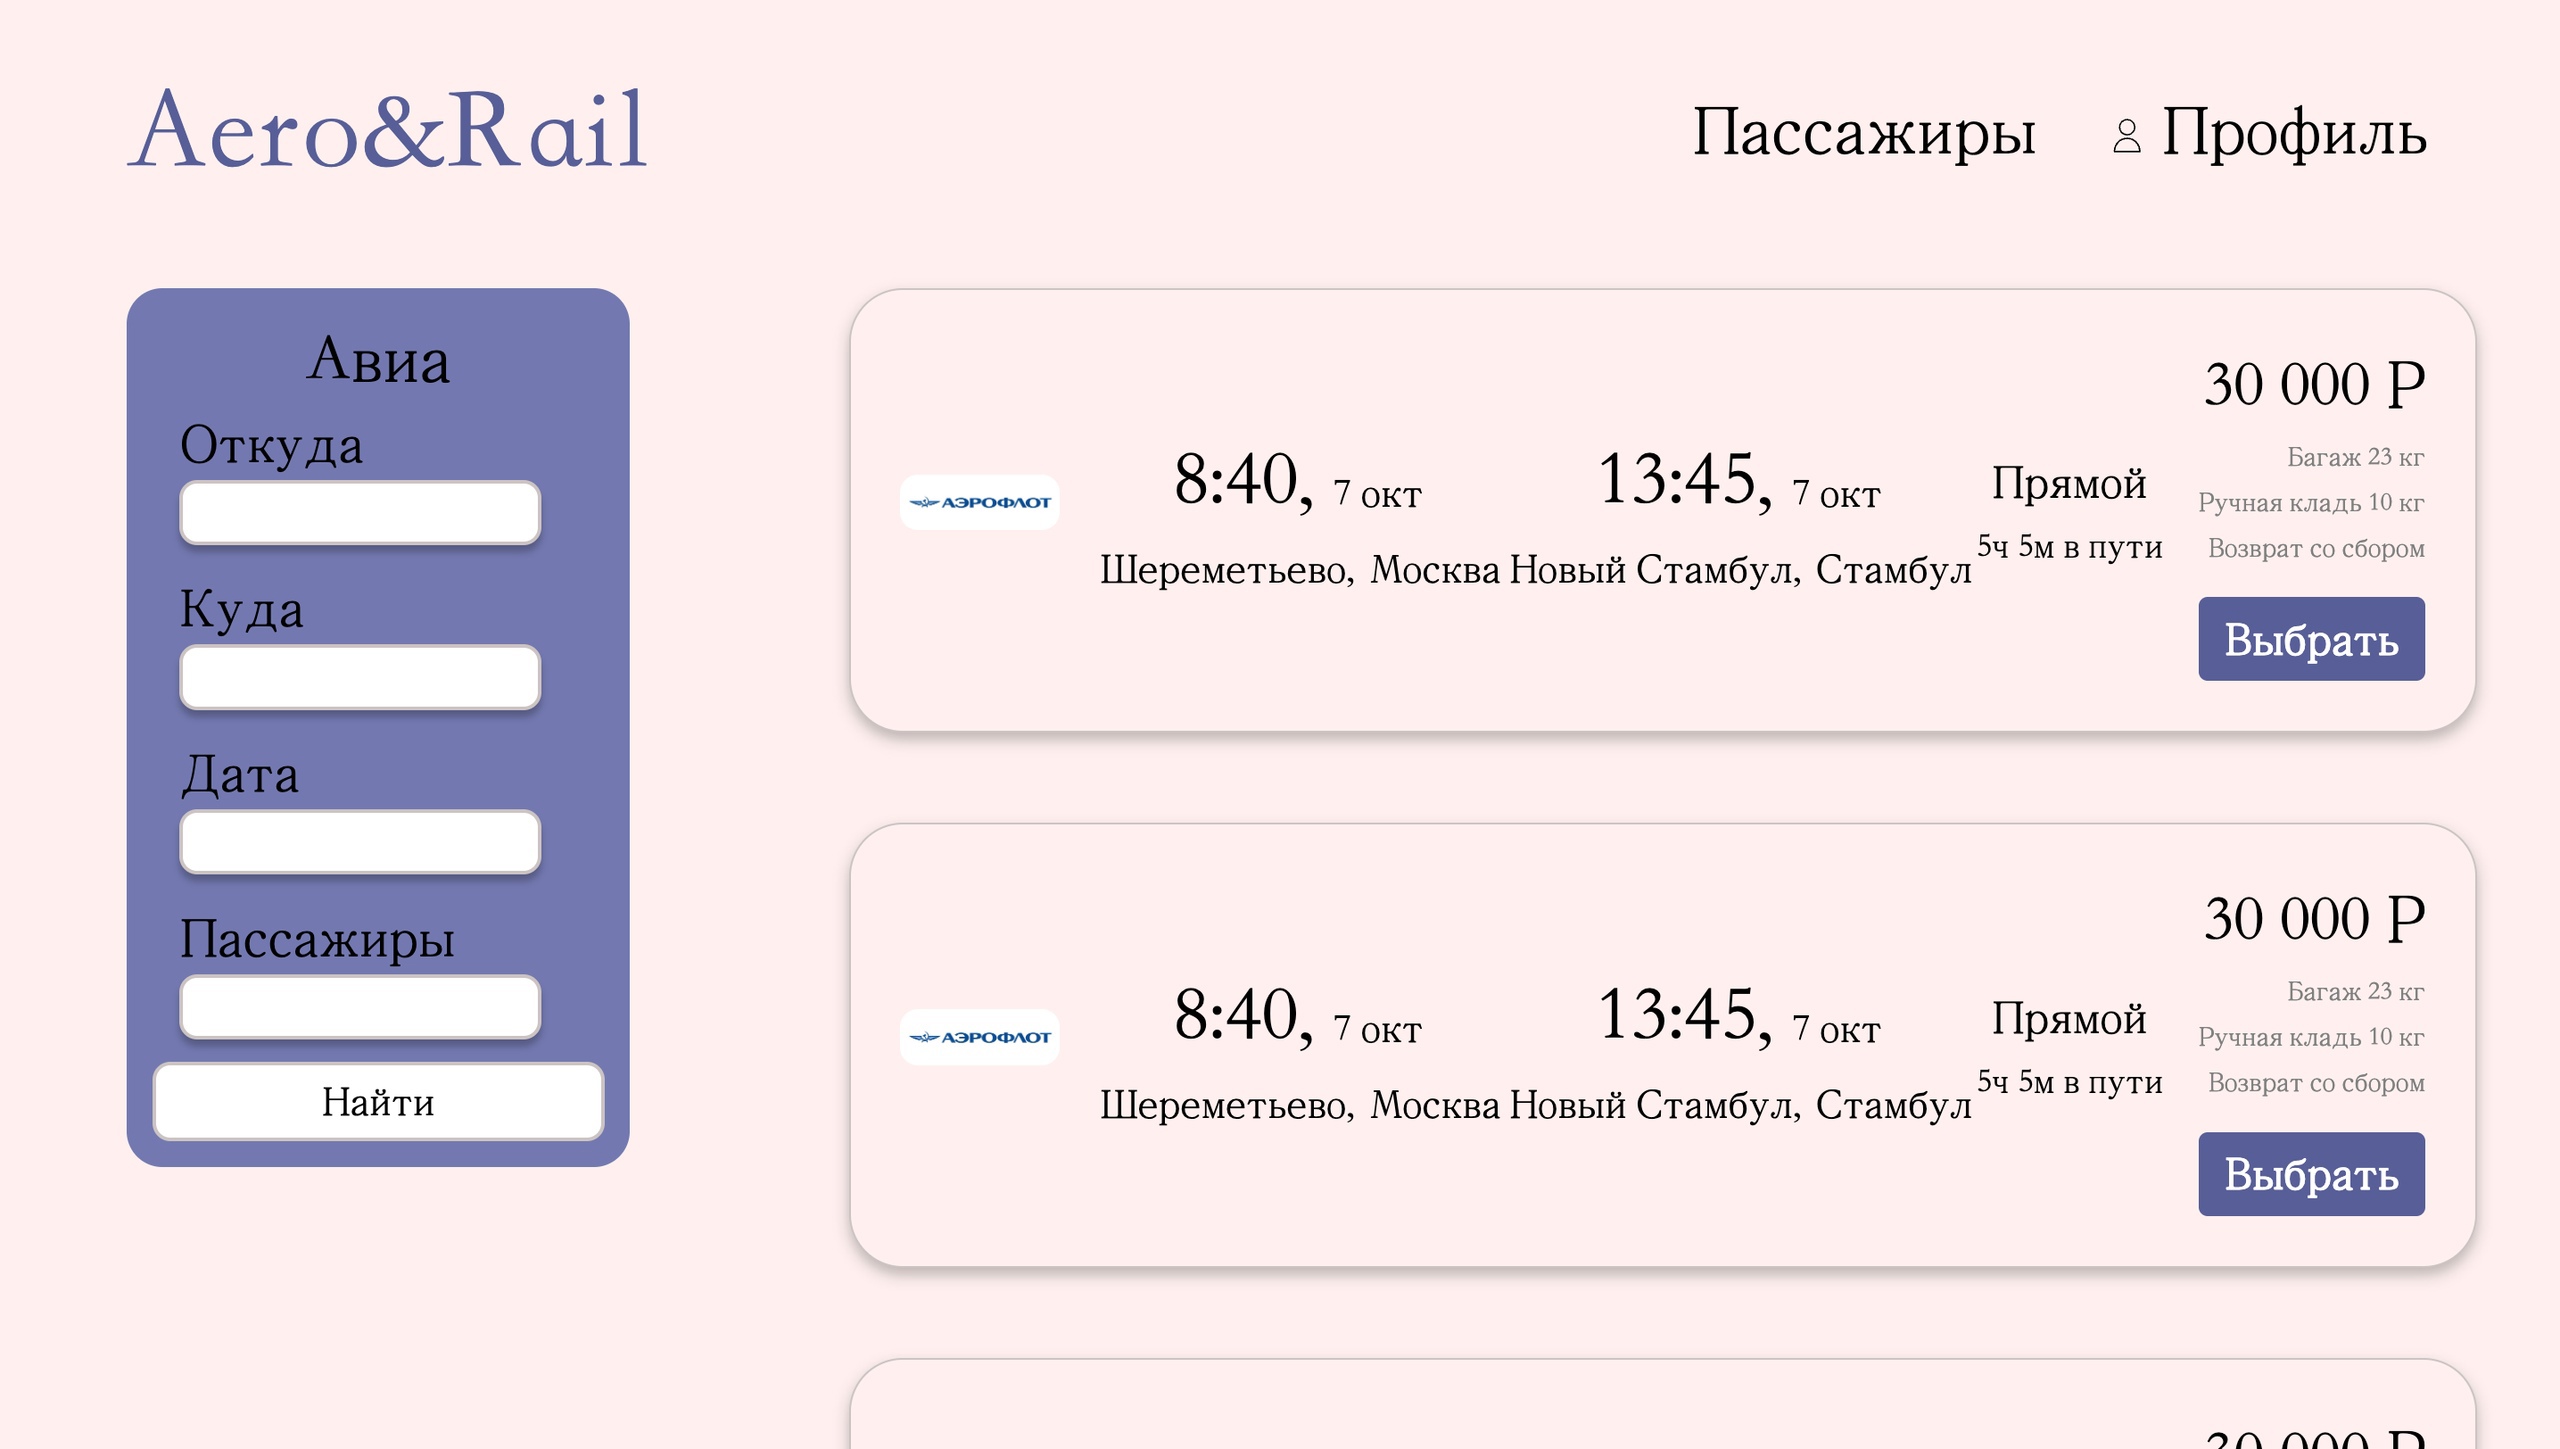 Aero&Rail
Пассажиры
Профиль
Авиа
Откуда
Куда
Дата
Пассажиры
Найти
30 000 Р
АЭРОФЛОТ
8:40, 7 окт
13:45, 7 окт
Прямой
Багаж 23 кг
Ручная кладь 10 кг
Возврат со сбором
Шереметьево, Москва
Новый Стамбул, Стамбул
5ч 5м в пути
Выбрать
30 000 Р
АЭРОФЛОТ
8:40, 7 окт
13:45, 7 окт
Прямой
Багаж 23 кг
Ручная кладь 10 кг
Возврат со сбором
Шереметьево, Москва
Новый Стамбул, Стамбул
5ч 5м в пути
Выбрать
30 000 Р